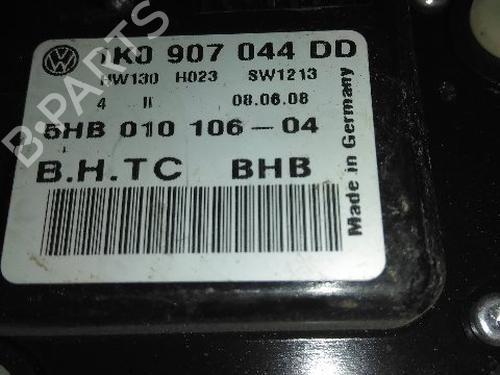 1K0 907 044 DD
HW130 H023 SW1213
4 II 08.06.08
5HB 010 106-04
B.H.TC BHB
Made in Germany
B-PARTS